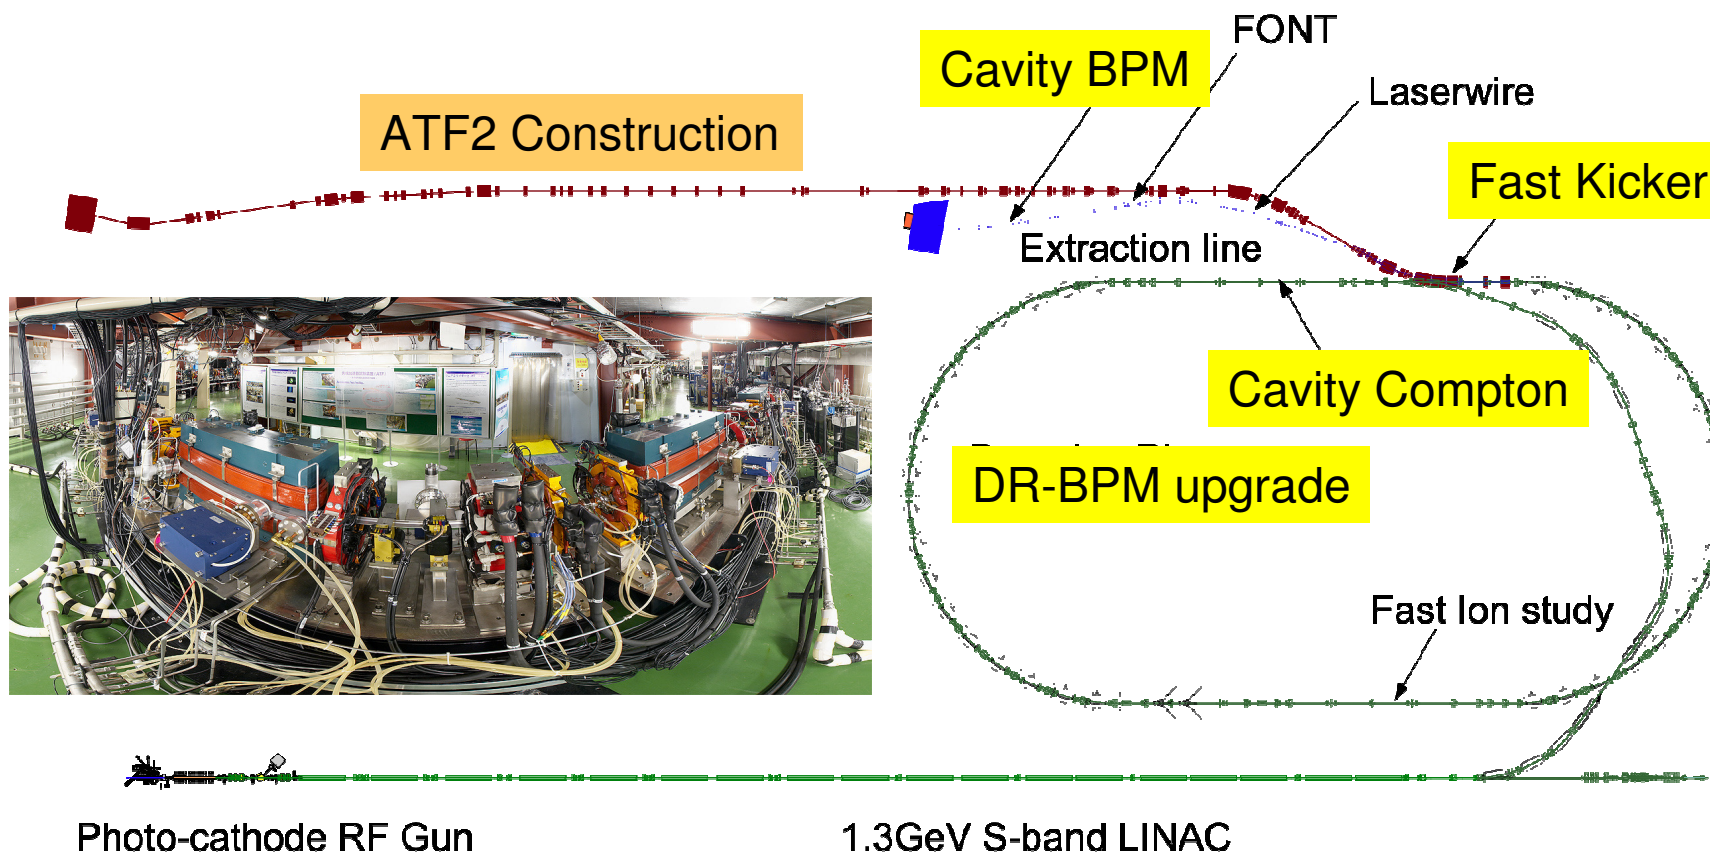 FONT
Cavity BPM
Laserwire
ATF2 Construction
Fast Kicker
Extraction line
Cavity Compton
DR-BPM upgrade
Fast Ion study
Photo-cathode RF Gun
1.3GeV S-band LINAC